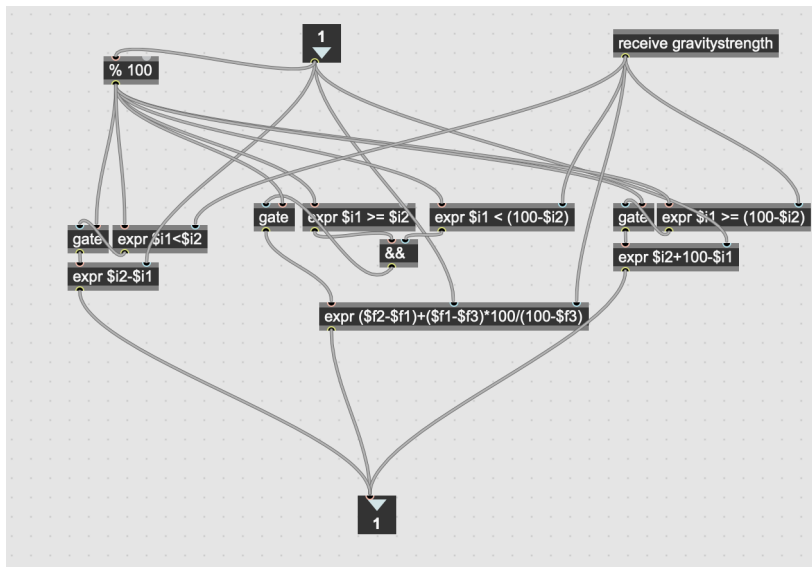 1
receive gravitystrength
% 100
gate
expr $i1<$i2
gate
expr $i1 >= $i2
expr $i1 < (100-$i2)
gate
expr $i1 >= (100-$i2)
&&
expr $i2-$i1
expr $i2+100-$i1
expr ($f2-$f1)+($f1-$f3)*100/(100-$f3)
1